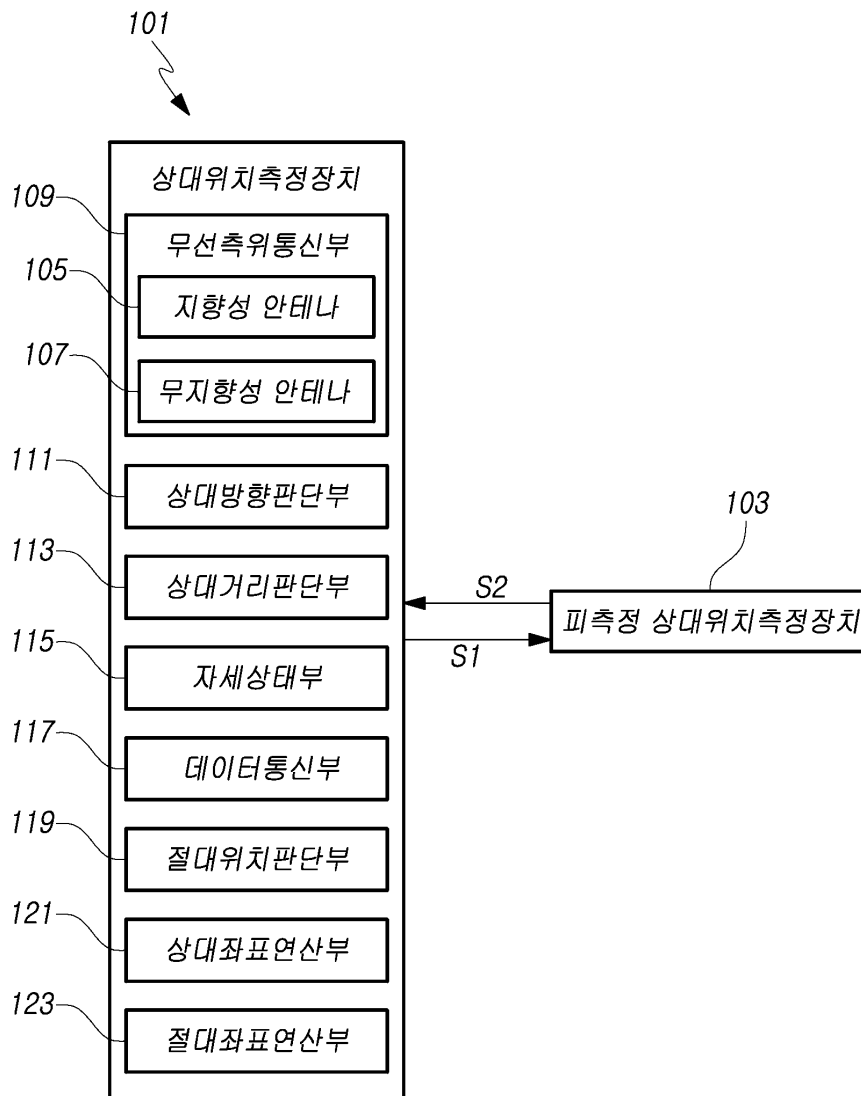 101
상대위치측정장치
109
무선측위통신부
105
지향성 안테나
107
무지향성 안테나
111
상대방향판단부
103
113
상대거리판단부
S2
피측정 상대위치측정장치
S1
115
자세상태부
117
데이터통신부
119
절대위치판단부
121
상대좌표연산부
123
절대좌표연산부